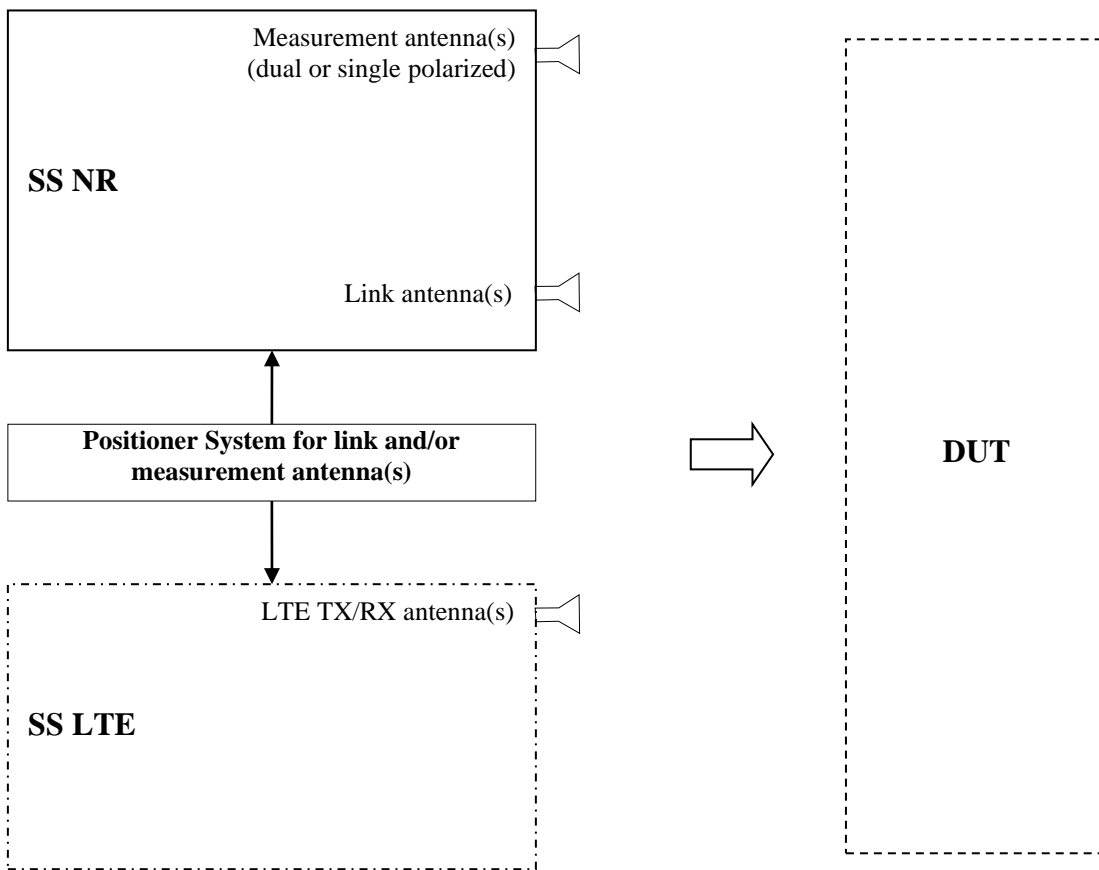 Measurement antenna(s)
(dual or single polarized)
SS NR
Link antenna(s)
Positioner System for link and/or
measurement antenna(s)
DUT
LTE TX/RX antenna(s)
SS LTE